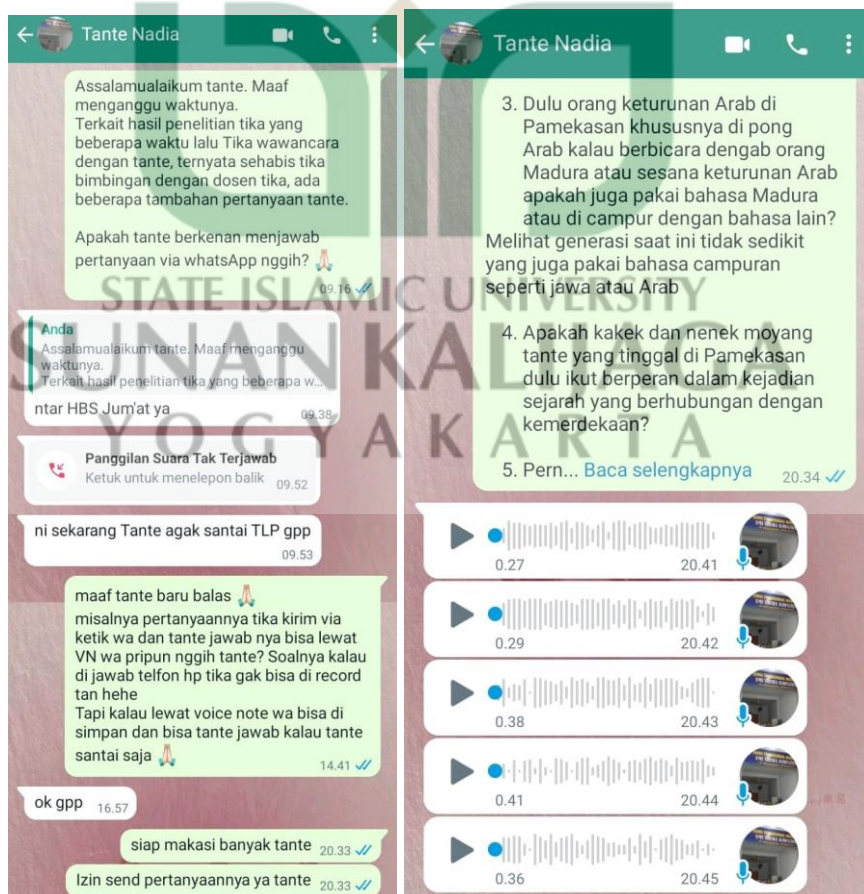 Tante Nadia
Assalamualaikum tante. Maaf
menganggu waktunya.
Terkait hasil penelitian tika yang
beberapa waktu lalu Tika wawancara
dengan tante, ternyata sehabis tika
bimbingan dengan dosen tika, ada
beberapa tambahan pertanyaan tante.
Apakah tante berkenan menjawab
pertanyaan via whatsApp nggih? 🙏🏻
09.16
Anda
Assalamualaikum tante. Maaf menganggu
waktunya.
Terkait hasil penelitian tika yang beberapa w...
ntar HBS Jum'at ya
09.38
Panggilan Suara Tak Terjawab
Ketuk untuk menelepon balik 09.52
ni sekarang Tante agak santai TLP gpp
09.53
maaf tante baru balas 🙏🏻
misalnya pertanyaannya tika kirim via
ketik wa dan tante jawab nya bisa lewat
VN wa pripun nggih tante? Soalnya kalau
di jawab telfon hp tika gak bisa di record
tan hehe
Tapi kalau lewat voice note wa bisa di
simpan dan bisa tante jawab kalau tante
santai saja 🙏🏻
14.41
ok gpp 16.57
siap makasi banyak tante 20.33
Izin send pertanyaannya ya tante 20.33
Tante Nadia
3. Dulu orang keturunan Arab di
Pamekasan khususnya di pong
Arab kalau berbicara dengab orang
Madura atau sesana keturunan Arab
apakah juga pakai bahasa Madura
atau di campur dengan bahasa lain?
Melihat generasi saat ini tidak sedikit
yang juga pakai bahasa campuran
seperti jawa atau Arab
4. Apakah kakek dan nenek moyang
tante yang tinggal di Pamekasan
dulu ikut berperan dalam kejadian
sejarah yang berhubungan dengan
kemerdekaan?
5. Pern... Baca selengkapnya 20.34
0.27 20.41
0.29 20.42
0.38 20.43
0.41 20.44
0.36 20.45
STATE ISLAMIC UNIVERSITY
SUNAN KALIJAGA
YOGYAKARTA